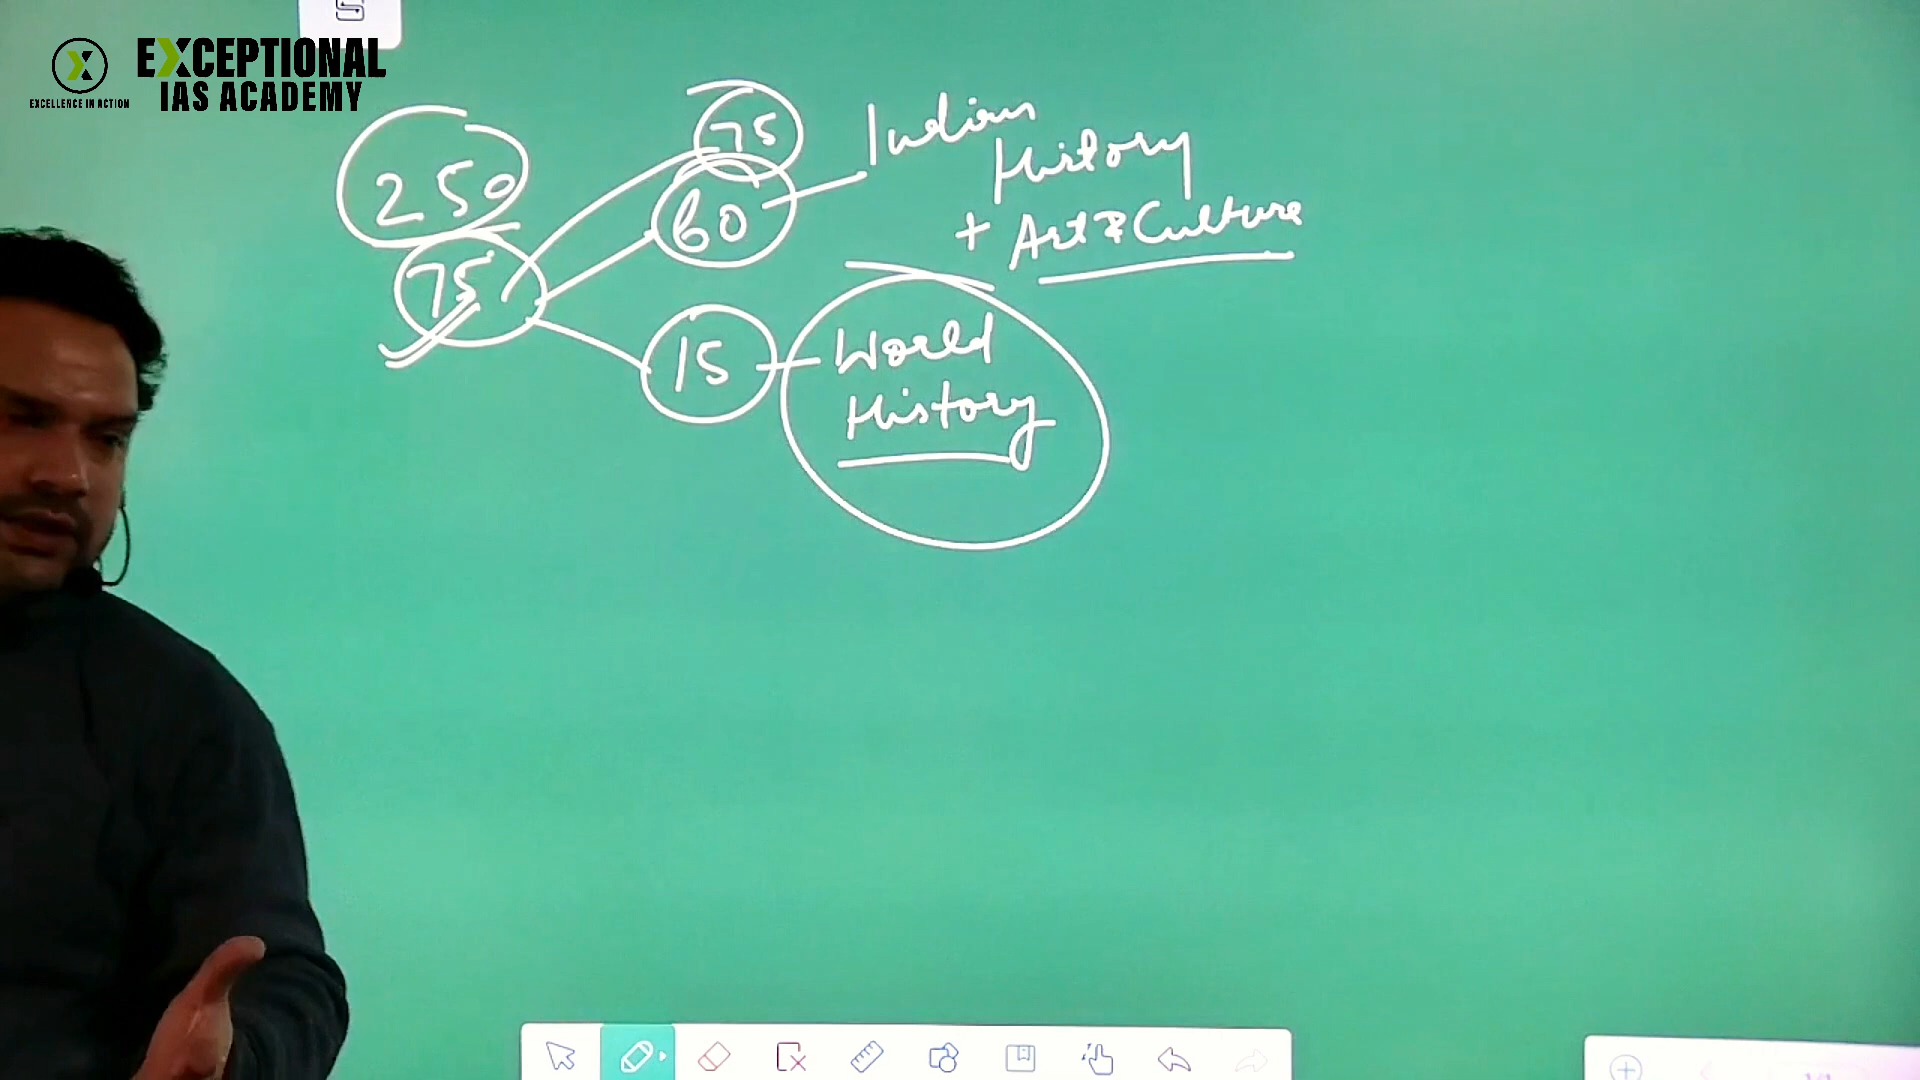 EXCEPTIONAL
IAS ACADEMY
EXCELLENCE IN ACTION
250
75
75
60
Indian
History
+ Art & Culture
15
World
History